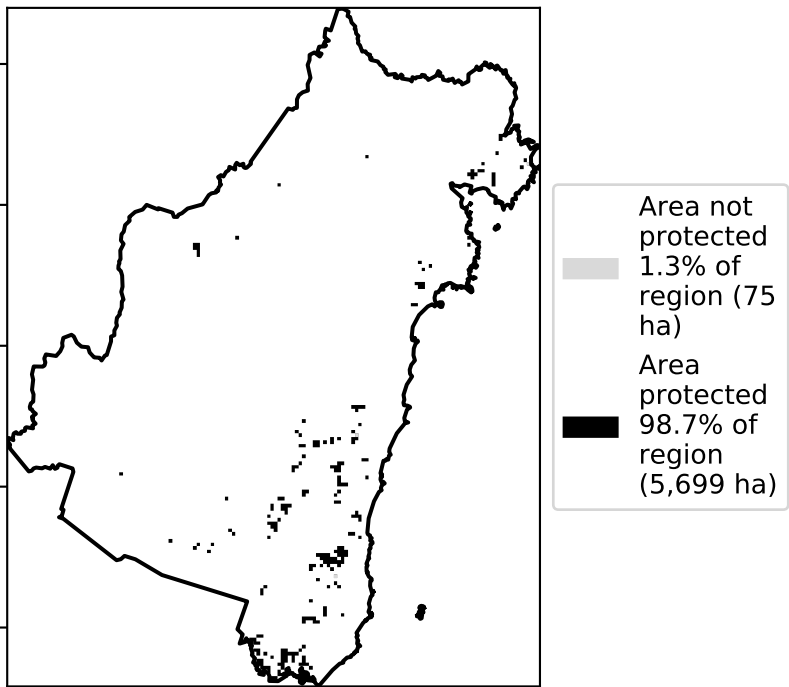 Area not
protected
1.3% of
region (75
ha)
Area
protected
98.7% of
region
(5,699 ha)